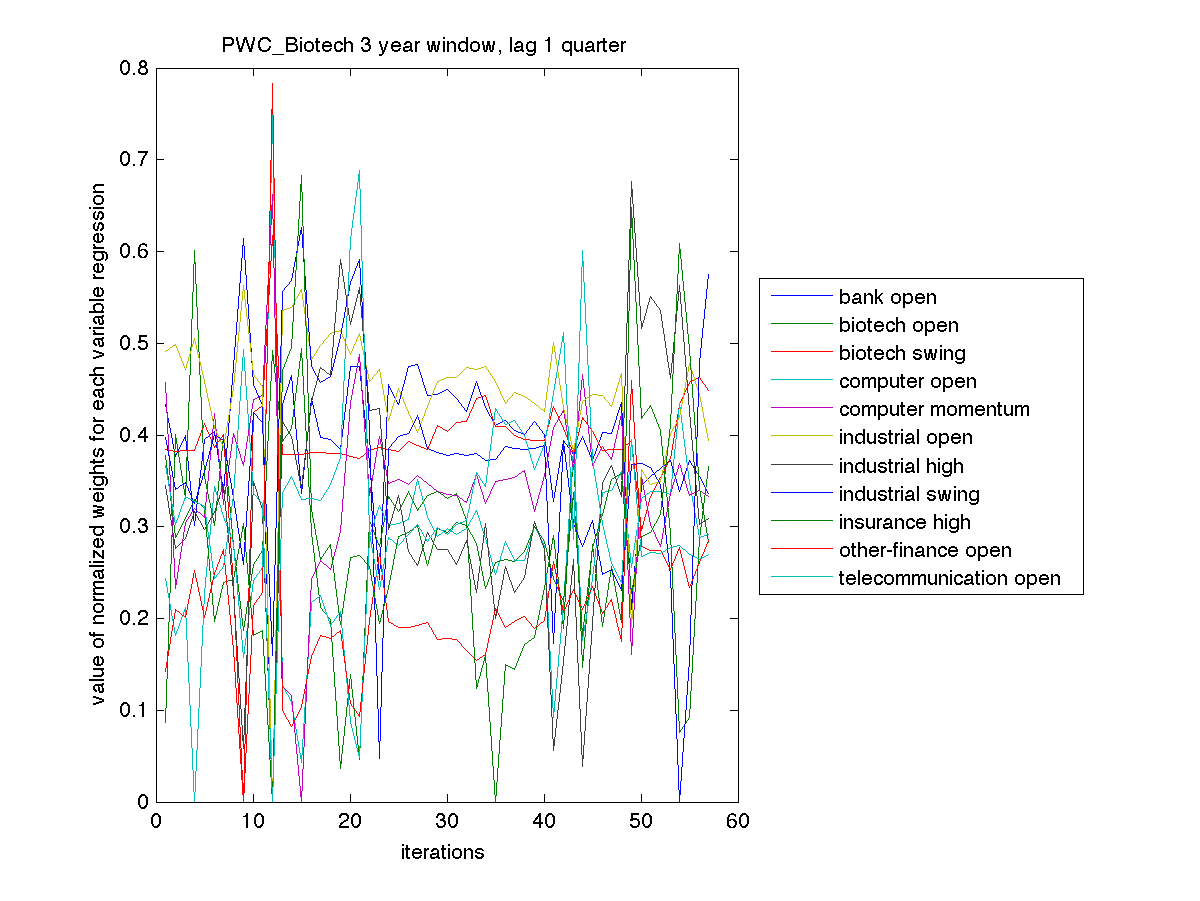 PWC_Biotech 3 year window, lag 1 quarter
value of normalized weights for each variable regression
0.8
0.7
0.6
0.5
0.4
0.3
0.2
0.1
0
0 10 20 30 40 50 60
iterations
bank open
biotech open
biotech swing
computer open
computer momentum
industrial open
industrial high
industrial swing
insurance high
other-finance open
telecommunication open